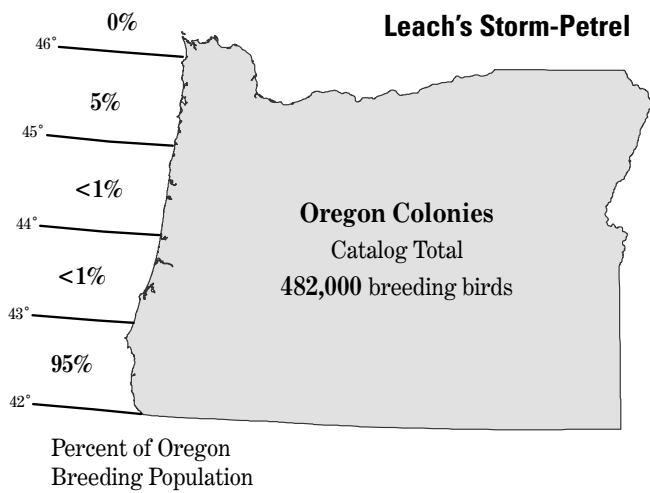 Leach's Storm-Petrel
0%
46°
5%
45°
<1%
44°
<1%
43°
95%
42°
Oregon Colonies
Catalog Total
482,000 breeding birds
Percent of Oregon
Breeding Population